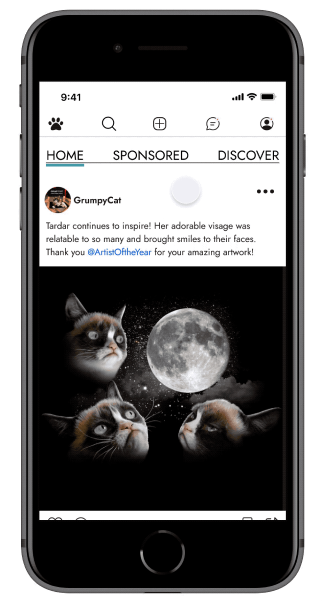 9:41
HOME SPONSORED DISCOVER
GrumpyCat
Tardar continues to inspire! Her adorable visage was
relatable to so many and brought smiles to their faces.
Thank you @ArtistOftheYear for your amazing artwork!